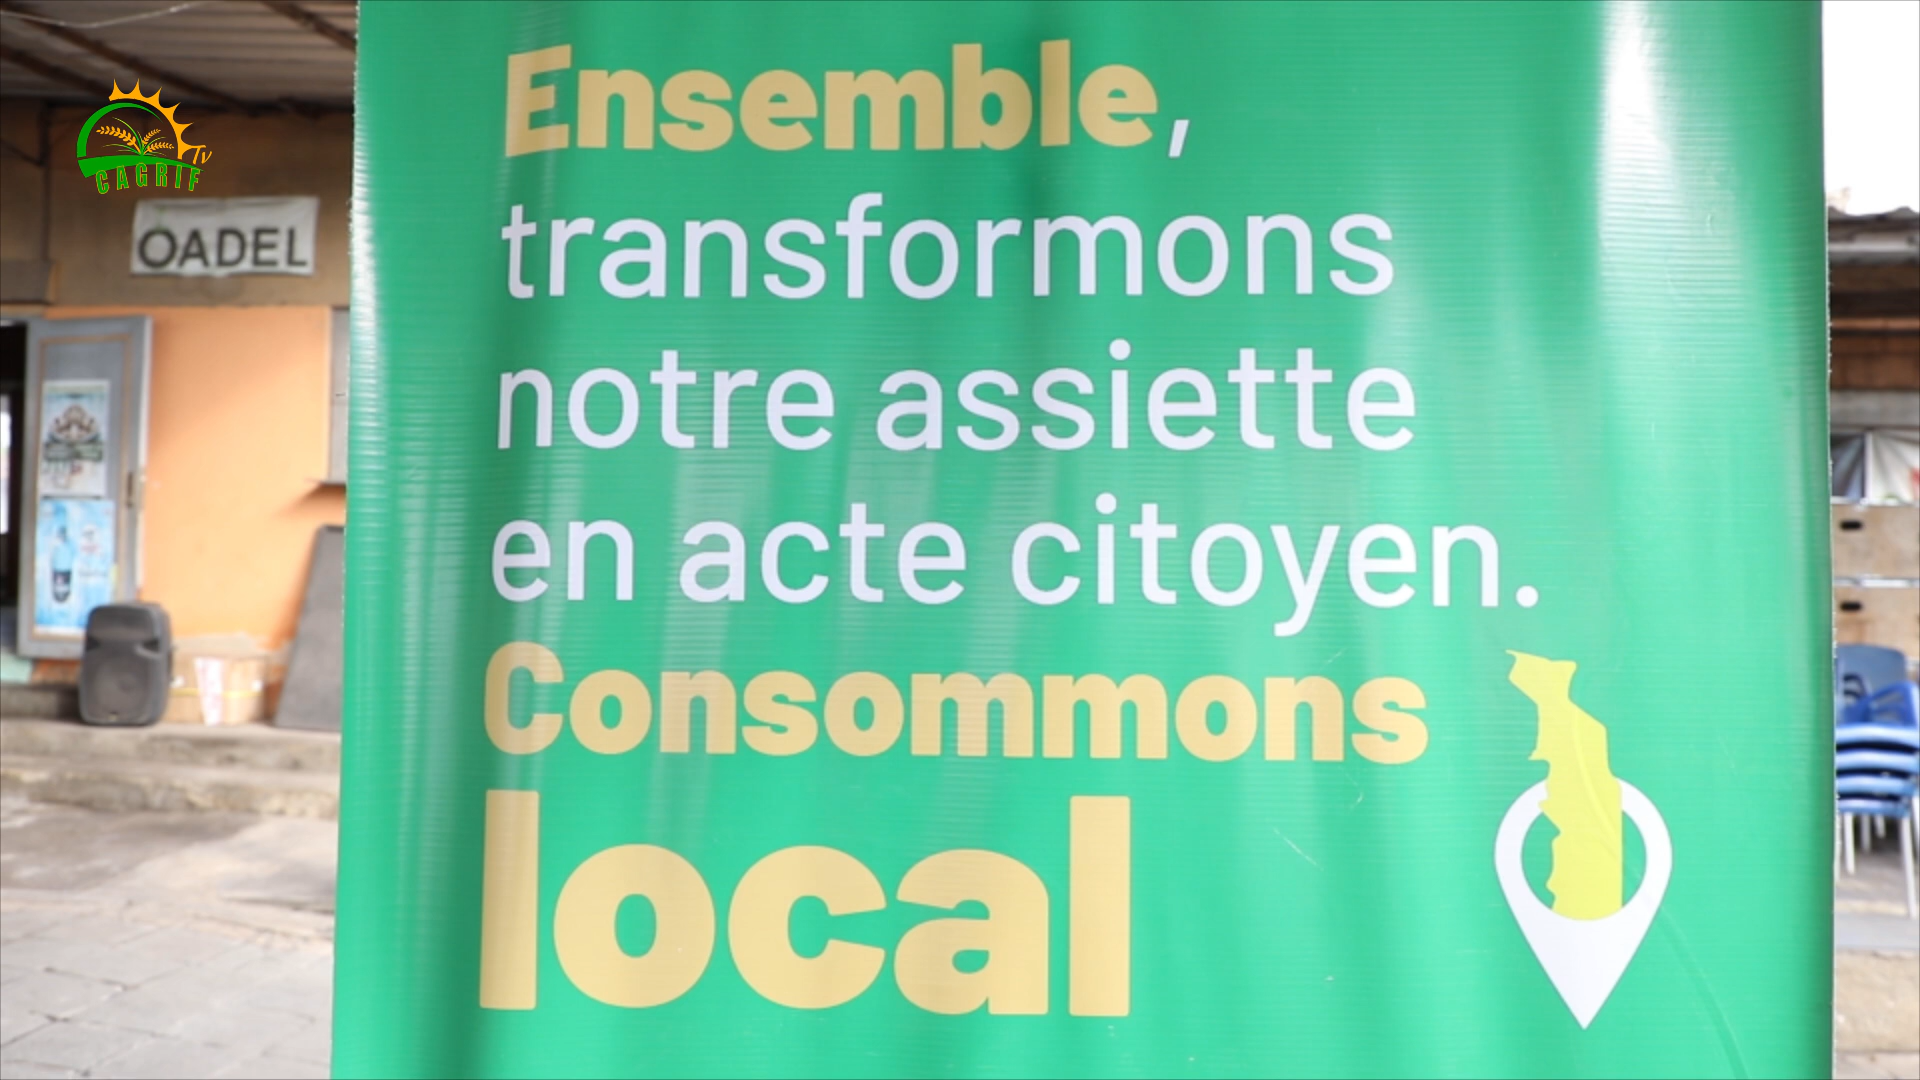 Tv
CAGRIF
OADEL
Ensemble,
transformons
notre assiette
en acte citoyen.
Consommons
local